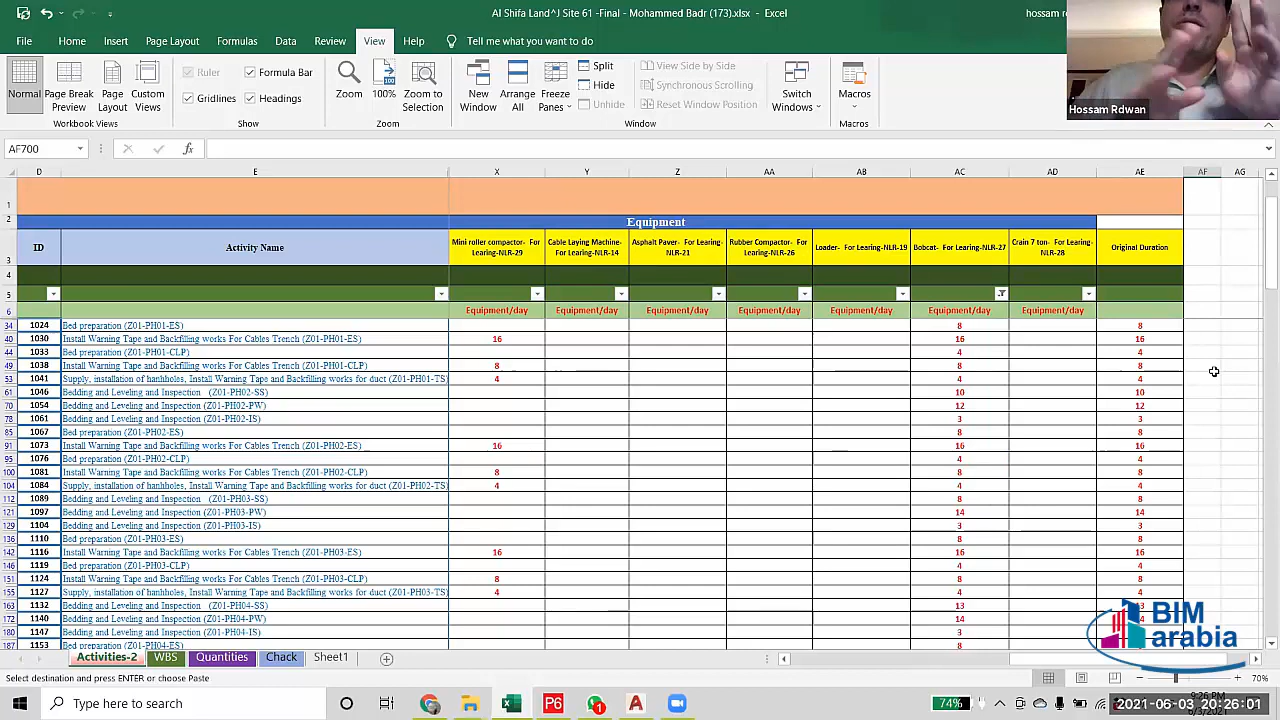 Al Shifa Land^J Site 61 -Final - Mohammed Badr (173).xlsx - Excel
hossam r
File Home Insert Page Layout Formulas Data Review View Help Tell me what you want to do
Normal Page Break Preview Page Layout Custom Views
Ruler Formula Bar Gridlines Headings
Zoom 100% Zoom to Selection
New Window Arrange All Freeze Panes Split Hide Unhide
View Side by Side Synchronous Scrolling Reset Window Position
Switch Windows Macros
Workbook Views Show Zoom Window Macros
Hossam Rdwan
AF700 fx
D E X Y Z AA AB AC AD AE AF AG
1
2 Equipment
3 ID Activity Name Mini roller compactor- For Learing-NLR-29 Cable Laying Machine- For Learing-NLR-14 Asphalt Paver- For Learing-NLR-21 Rubber Compactor- For Learing-NLR-26 Loader- For Learing-NLR-19 Bobcat- For Learing-NLR-27 Crain 7 ton- For Learing-NLR-28 Original Duration
4
5
6 Equipment/day Equipment/day Equipment/day Equipment/day Equipment/day Equipment/day Equipment/day
34 1024 Bed preparation (Z01-PH01-ES) 8 8
40 1030 Install Warning Tape and Backfilling works For Cables Trench (Z01-PH01-ES) 16 16 16
44 1033 Bed preparation (Z01-PH01-CLP) 4 4
49 1038 Install Warning Tape and Backfilling works For Cables Trench (Z01-PH01-CLP) 8 8 8
53 1041 Supply, installation of hanhholes, Install Warning Tape and Backfilling works for duct (Z01-PH01-TS) 4 4 4
61 1046 Bedding and Leveling and Inspection (Z01-PH02-SS) 10 10
70 1054 Bedding and Leveling and Inspection (Z01-PH02-PW) 12 12
78 1061 Bedding and Leveling and Inspection (Z01-PH02-IS) 3 3
85 1067 Bed preparation (Z01-PH02-ES) 8 8
91 1073 Install Warning Tape and Backfilling works For Cables Trench (Z01-PH02-ES) 16 16 16
95 1076 Bed preparation (Z01-PH02-CLP) 4 4
100 1081 Install Warning Tape and Backfilling works For Cables Trench (Z01-PH02-CLP) 8 8 8
104 1084 Supply, installation of hanhholes, Install Warning Tape and Backfilling works for duct (Z01-PH02-TS) 4 4 4
112 1089 Bedding and Leveling and Inspection (Z01-PH03-SS) 8 8
121 1097 Bedding and Leveling and Inspection (Z01-PH03-PW) 14 14
129 1104 Bedding and Leveling and Inspection (Z01-PH03-IS) 3 3
136 1110 Bed preparation (Z01-PH03-ES) 8 8
142 1116 Install Warning Tape and Backfilling works For Cables Trench (Z01-PH03-ES) 16 16 16
146 1119 Bed preparation (Z01-PH03-CLP) 4 4
151 1124 Install Warning Tape and Backfilling works For Cables Trench (Z01-PH03-CLP) 8 8 8
155 1127 Supply, installation of hanhholes, Install Warning Tape and Backfilling works for duct (Z01-PH03-TS) 4 4 4
163 1132 Bedding and Leveling and Inspection (Z01-PH04-SS) 13
172 1140 Bedding and Leveling and Inspection (Z01-PH04-PW) 14
180 1147 Bedding and Leveling and Inspection (Z01-PH04-IS) 3
187 1153 Bed preparation (Z01-PH04-ES) 8
BIM arabia
Activities-2 WBS Quantities Chack Sheet1
Select destination and press ENTER or choose Paste
70%
Type here to search
74%
2021-06-03 20:26:01